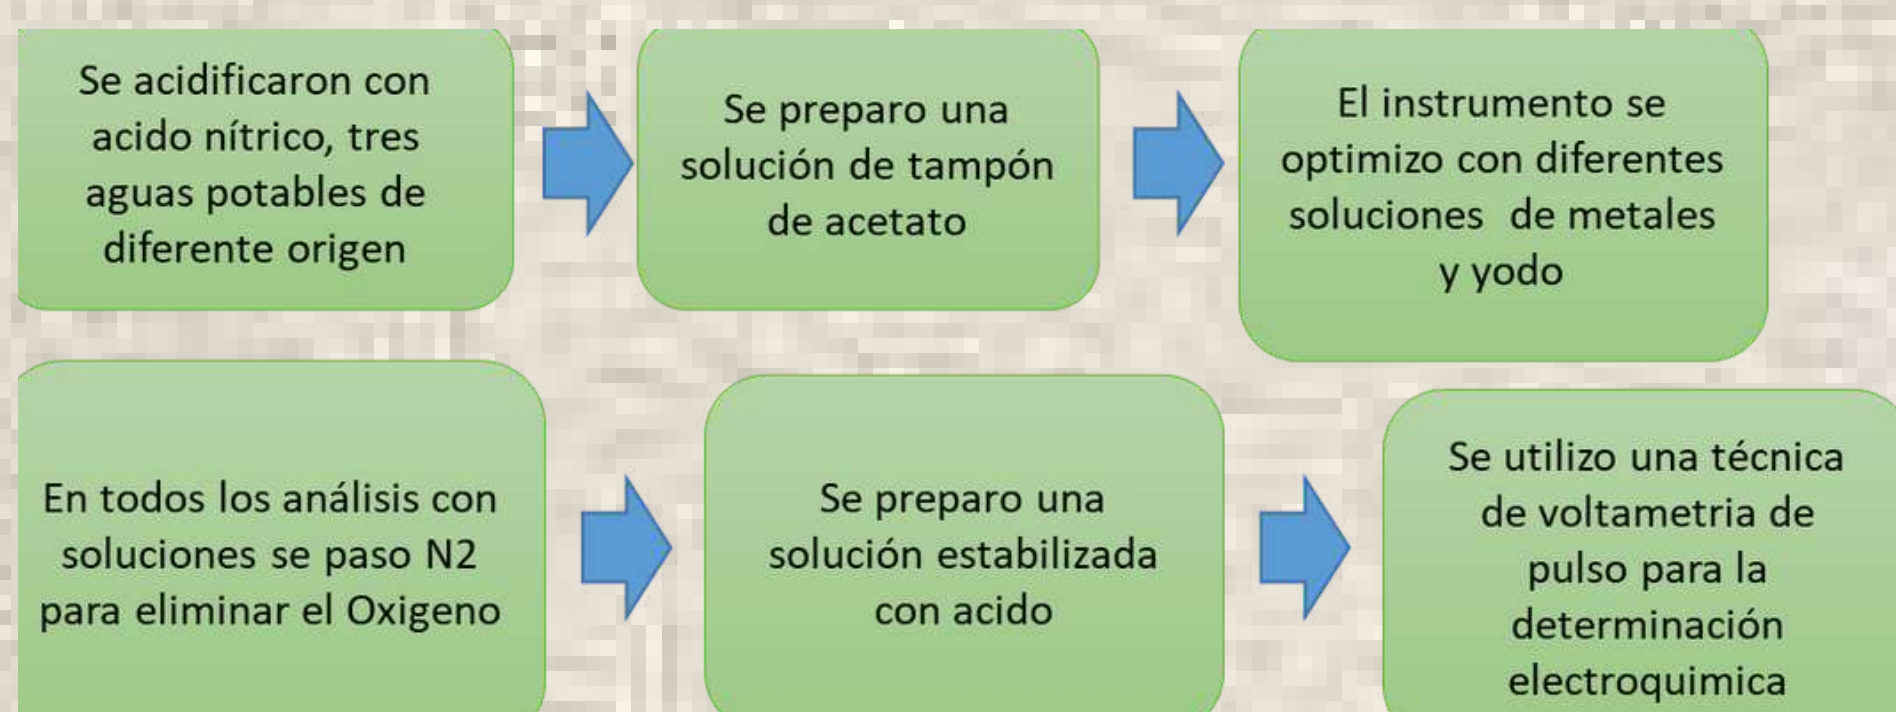 Se acidificaron con
acido nítrico, tres
aguas potables de
diferente origen
Se preparo una
solución de tampón
de acetato
El instrumento se
optimizo con diferentes
soluciones de metales
y yodo
En todos los análisis con
soluciones se paso N2
para eliminar el Oxigeno
Se preparo una
solución estabilizada
con acido
Se utilizo una técnica
de voltametria de
pulso para la
determinación
electroquimica